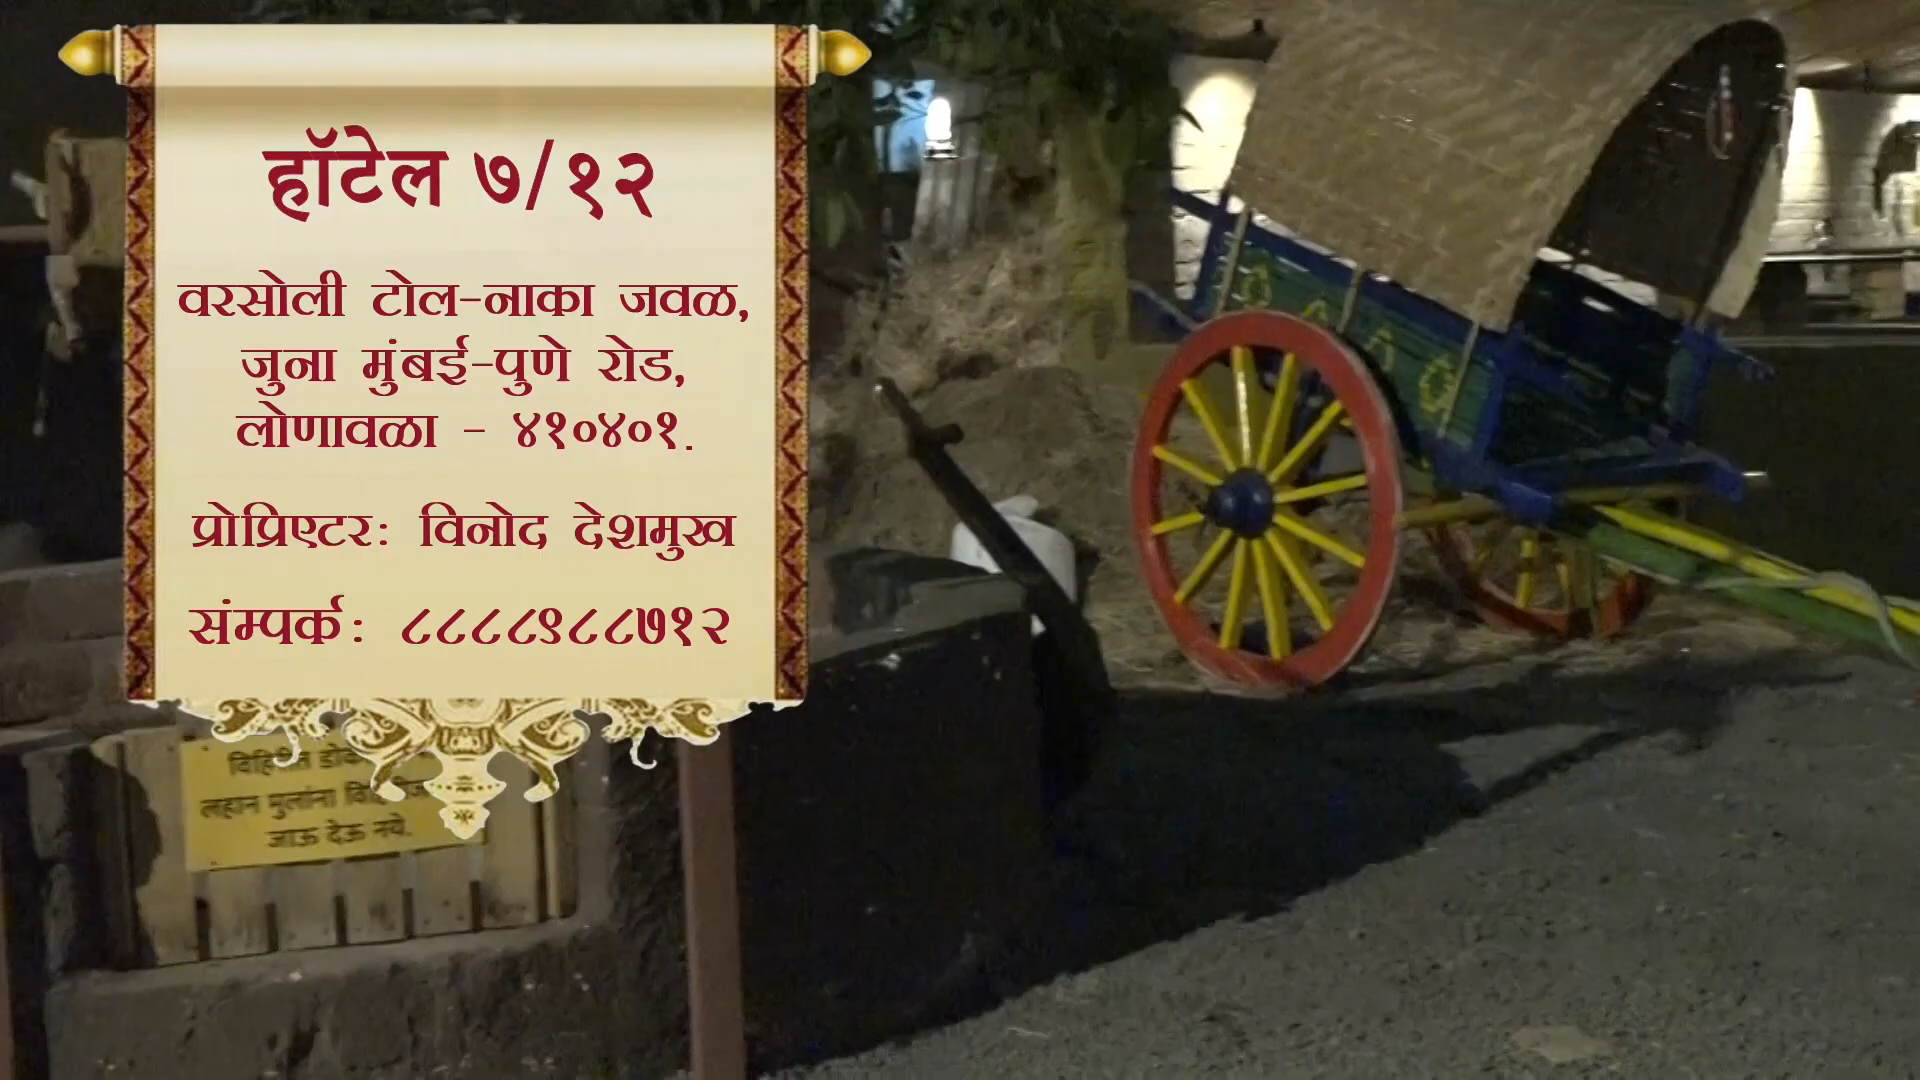 हॉटेल ७/१२
वरसोली टोल-नाका जवळ,
जुना मुंबई-पुणे रोड,
लोणावळा - ४१०४०१.
प्रोप्रिएटर: विनोद देशमुख
संम्पर्क: ८८८८९८८७१२
विहिरीत
लहान मुलांना
जाऊ देऊ नये.